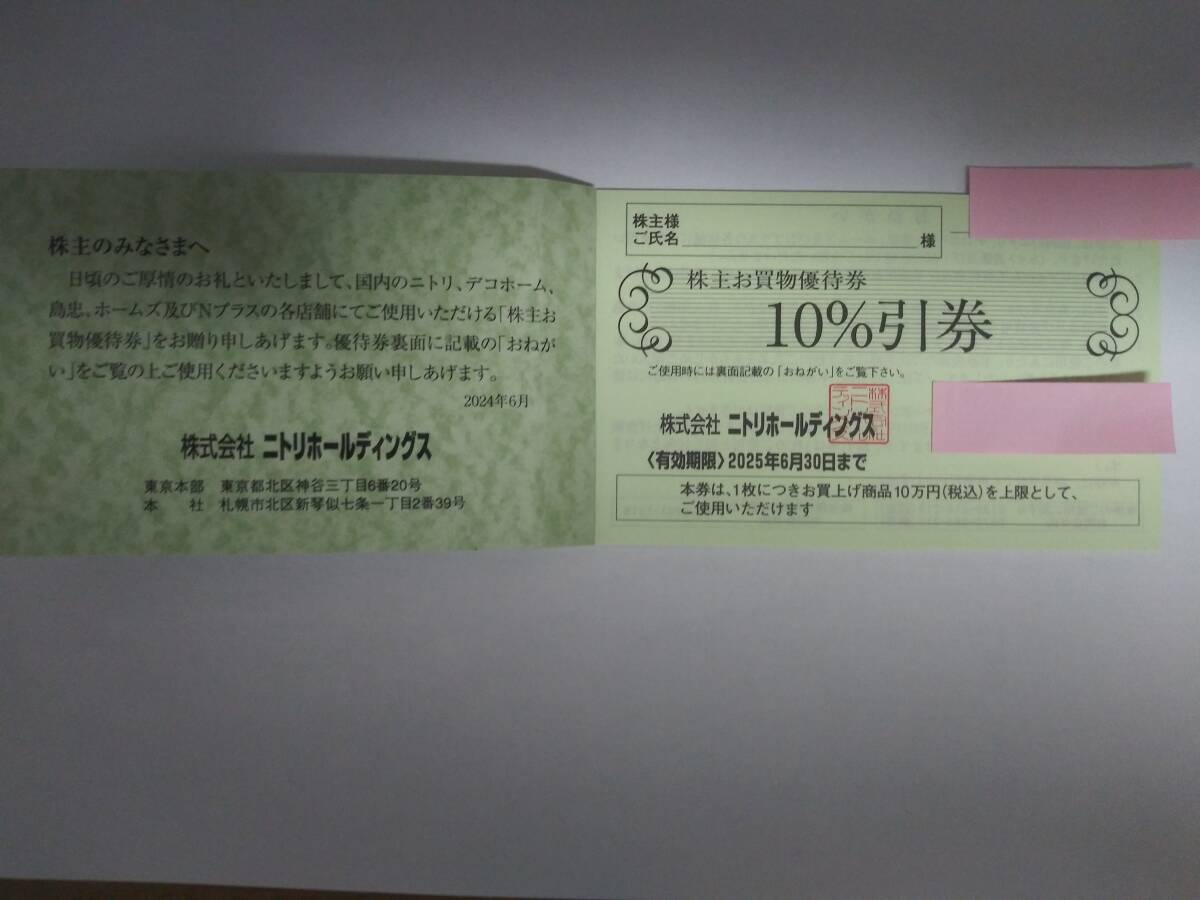 株主のみなさまへ
日頃のご厚情のお礼といたしまして、国内のニトリ、デコホーム、
島忠、ホームズ及びNプラスの各店舗にてご使用いただける「株主お
買物優待券」をお贈り申しあげます。優待券裏面に記載の「おねが
い」をご覧の上ご使用くださいますようお願い申しあげます。
2024年6月
株式会社 ニトリホールディングス
東京本部 東京都北区神谷三丁目6番20号
本 社 札幌市北区新琴似七条一丁目2番39号
株主様
ご氏名 様
株主お買物優待券
10%引券
ご使用時には裏面記載の「おねがい」をご覧下さい。
株式会社 ニトリホールディングス
〈有効期限〉2025年6月30日まで
本券は、1枚につきお買上げ商品10万円(税込)を上限として、
ご使用いただけます